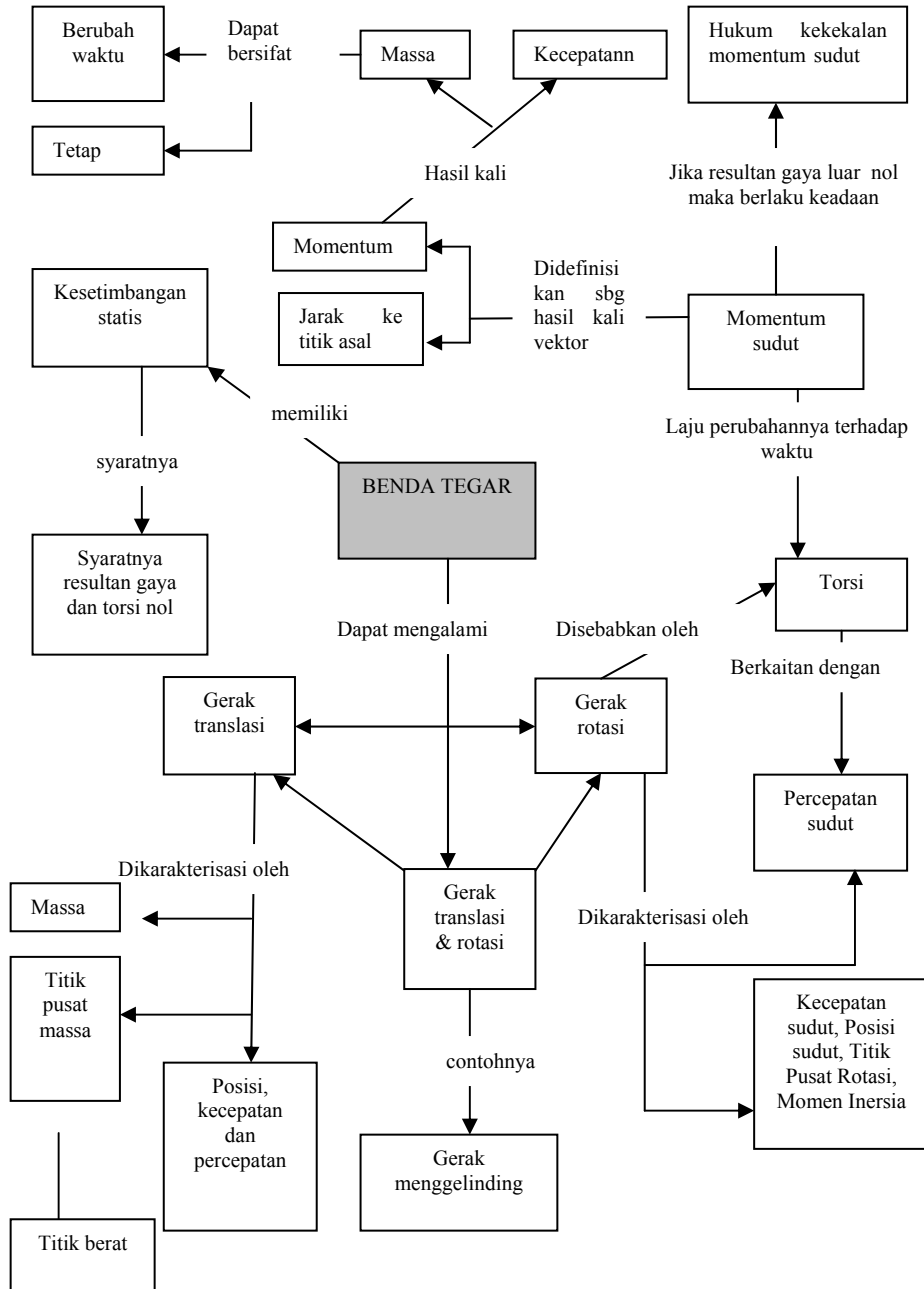 Berubah
waktu
Dapat
bersifat
Massa
Kecepatann
Hukum kekekalan
momentum sudut
Tetap
Hasil kali
Jika resultan gaya luar nol
maka berlaku keadaan
Momentum
Didefinisi
kan sbg
hasil kali
vektor
Kesetimbangan
statis
Jarak ke
titik asal
Momentum
sudut
memiliki
Laju perubahannya terhadap
waktu
syaratnya
BENDA TEGAR
Syaratnya
resultan gaya
dan torsi nol
Torsi
Dapat mengalami
Disebabkan oleh
Berkaitan dengan
Gerak
translasi
Gerak
rotasi
Percepatan
sudut
Dikarakterisasi oleh
Massa
Gerak
translasi
& rotasi
Dikarakterisasi oleh
Titik
pusat
massa
Kecepatan
sudut, Posisi
sudut, Titik
Pusat Rotasi,
Momen Inersia
contohnya
Posisi,
kecepatan
dan
percepatan
Gerak
menggelinding
Titik berat